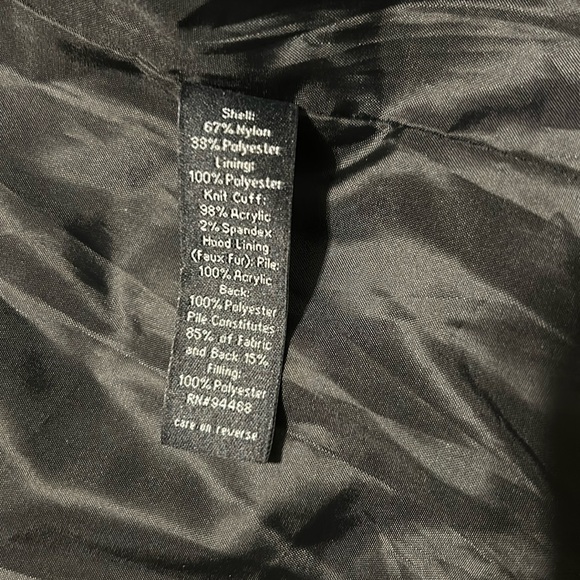 Shell:
67% Nylon
33% Polyester
Lining:
100% Polyester
Knit Cuff:
98% Acrylic
2% Spandex
Hood Lining
(Faux Fur): Pile:
100% Acrylic
Back:
100% Polyester
Pile Constitutes
85% of Fabric
and Back 15%
Filling:
100% Polyester
RN#94468
care on reverse